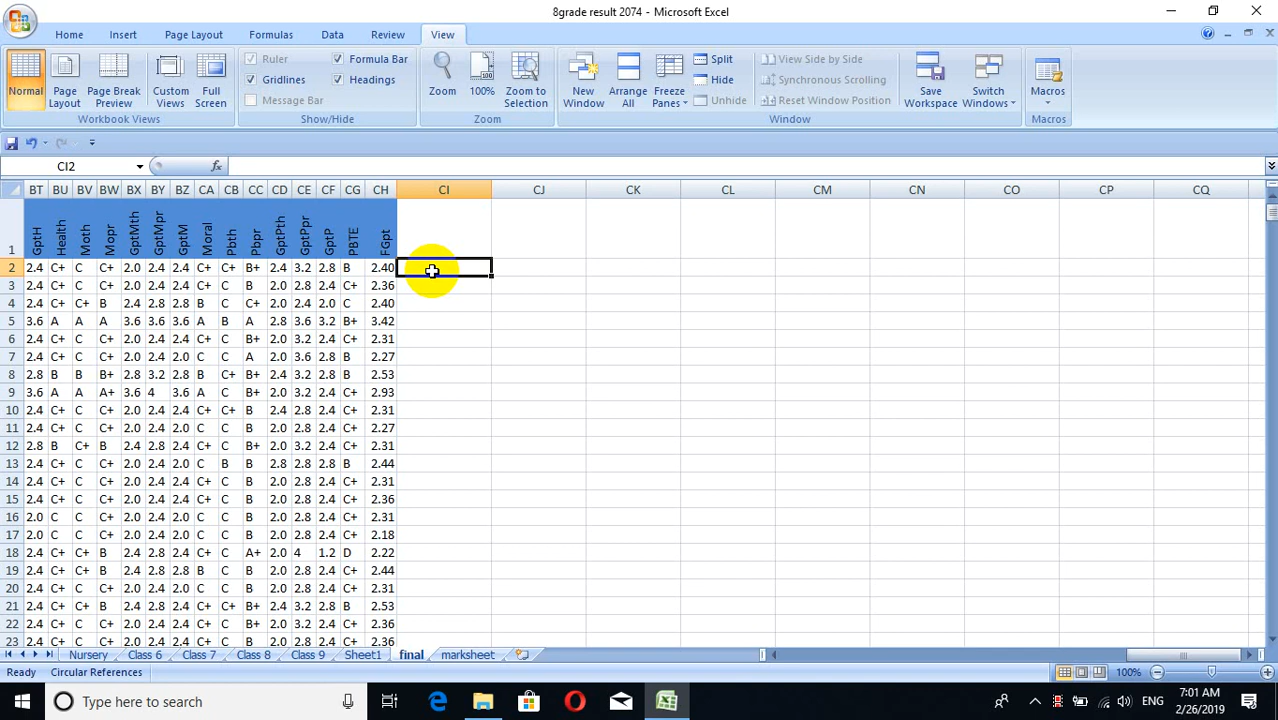 8grade result 2074 - Microsoft Excel
Home Insert Page Layout Formulas Data Review View
Normal Page Layout Page Break Preview Custom Views Full Screen
Workbook Views
Ruler Formula Bar
Gridlines Headings
Message Bar
Show/Hide
Zoom 100% Zoom to Selection
Zoom
New Window Arrange All Freeze Panes
Split View Side by Side
Hide Synchronous Scrolling
Unhide Reset Window Position
Save Workspace Switch Windows
Window
Macros
Macros
CI2 fx
BT BU BV BW BX BY BZ CA CB CC CD CE CF CG CH CI CJ CK CL CM CN CO CP CQ
1 GptH Health Moth Mopr GptMth GptMpr GptM Moral Pbth Pbpr GptPth GptPpr GptP PBTE FGpt
2 2.4 C+ C C+ 2.0 2.4 2.4 C+ C+ B+ 2.4 3.2 2.8 B 2.40
3 2.4 C+ C C+ 2.0 2.4 2.4 C+ C B 2.0 2.8 2.4 C+ 2.36
4 2.4 C+ C+ B 2.4 2.8 2.8 B C C+ 2.0 2.4 2.0 C 2.40
5 3.6 A A A 3.6 3.6 3.6 A B A 2.8 3.6 3.2 B+ 3.42
6 2.4 C+ C C+ 2.0 2.4 2.4 C+ C B+ 2.0 3.2 2.4 C+ 2.31
7 2.4 C+ C C+ 2.0 2.4 2.0 C C A 2.0 3.6 2.8 B 2.27
8 2.8 B B B+ 2.8 3.2 2.8 B C+ B+ 2.4 3.2 2.8 B 2.53
9 3.6 A A A+ 3.6 4 3.6 A C B+ 2.0 3.2 2.4 C+ 2.93
10 2.4 C+ C C+ 2.0 2.4 2.4 C+ C+ B 2.4 2.8 2.4 C+ 2.31
11 2.4 C+ C C+ 2.0 2.4 2.0 C C B 2.0 2.8 2.4 C+ 2.27
12 2.8 B C+ B 2.4 2.8 2.4 C+ C B+ 2.0 3.2 2.4 C+ 2.31
13 2.4 C+ C C+ 2.0 2.4 2.0 C B B 2.8 2.8 2.8 B 2.44
14 2.4 C+ C C+ 2.0 2.4 2.4 C+ C B 2.0 2.8 2.4 C+ 2.31
15 2.4 C+ C C+ 2.0 2.4 2.0 C C B 2.0 2.8 2.4 C+ 2.36
16 2.0 C C C+ 2.0 2.4 2.0 C C B 2.0 2.8 2.4 C+ 2.31
17 2.0 C C C+ 2.0 2.4 2.0 C C B 2.0 2.8 2.4 C+ 2.18
18 2.4 C+ C+ B 2.4 2.8 2.4 C+ C A+ 2.0 4 1.2 D 2.22
19 2.4 C+ C+ B 2.4 2.8 2.8 B C B 2.0 2.8 2.4 C+ 2.44
20 2.4 C C C+ 2.0 2.4 2.0 C C B 2.0 2.8 2.4 C+ 2.31
21 2.4 C+ C+ B 2.4 2.8 2.4 C+ C+ B+ 2.4 3.2 2.8 B 2.53
22 2.4 C+ C C+ 2.0 2.4 2.4 C+ C B+ 2.0 3.2 2.4 C+ 2.36
23 2.4 C+ C C+ 2.0 2.4 2.4 C+ C B 2.0 2.8 2.4 C+ 2.36
Nursery Class 6 Class 7 Class 8 Class 9 Sheet1 final marksheet
Ready Circular References 100%
Type here to search
ENG
7:01 AM
2/26/2019